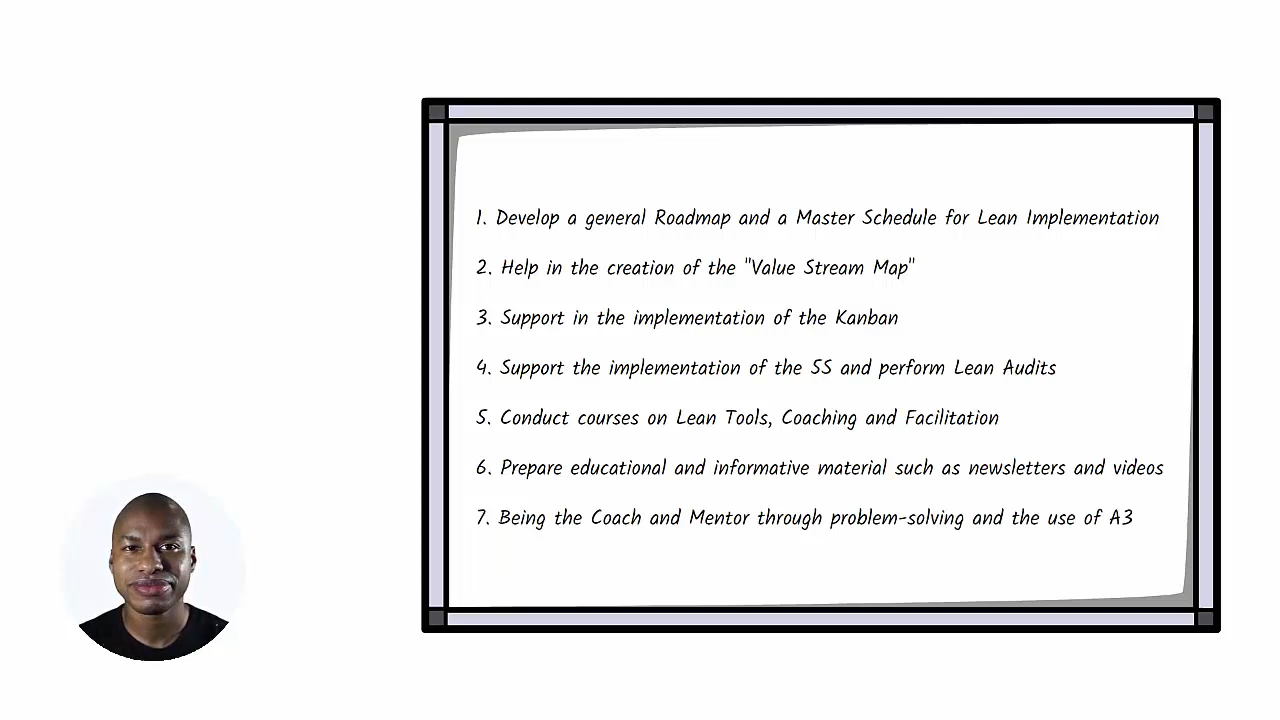 1. Develop a general Roadmap and a Master Schedule for Lean Implementation
2. Help in the creation of the "Value Stream Map"
3. Support in the implementation of the Kanban
4. Support the implementation of the 5S and perform Lean Audits
5. Conduct courses on Lean Tools, Coaching and Facilitation
6. Prepare educational and informative material such as newsletters and videos
7. Being the Coach and Mentor through problem-solving and the use of A3